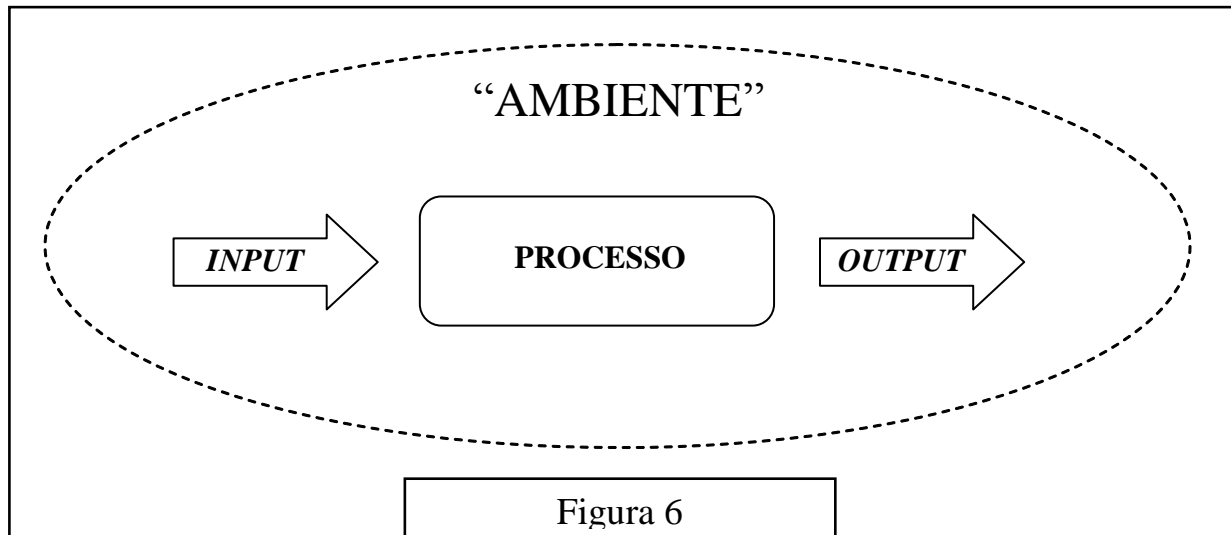 “AMBIENTE”
INPUT
PROCESSO
OUTPUT
Figura 6